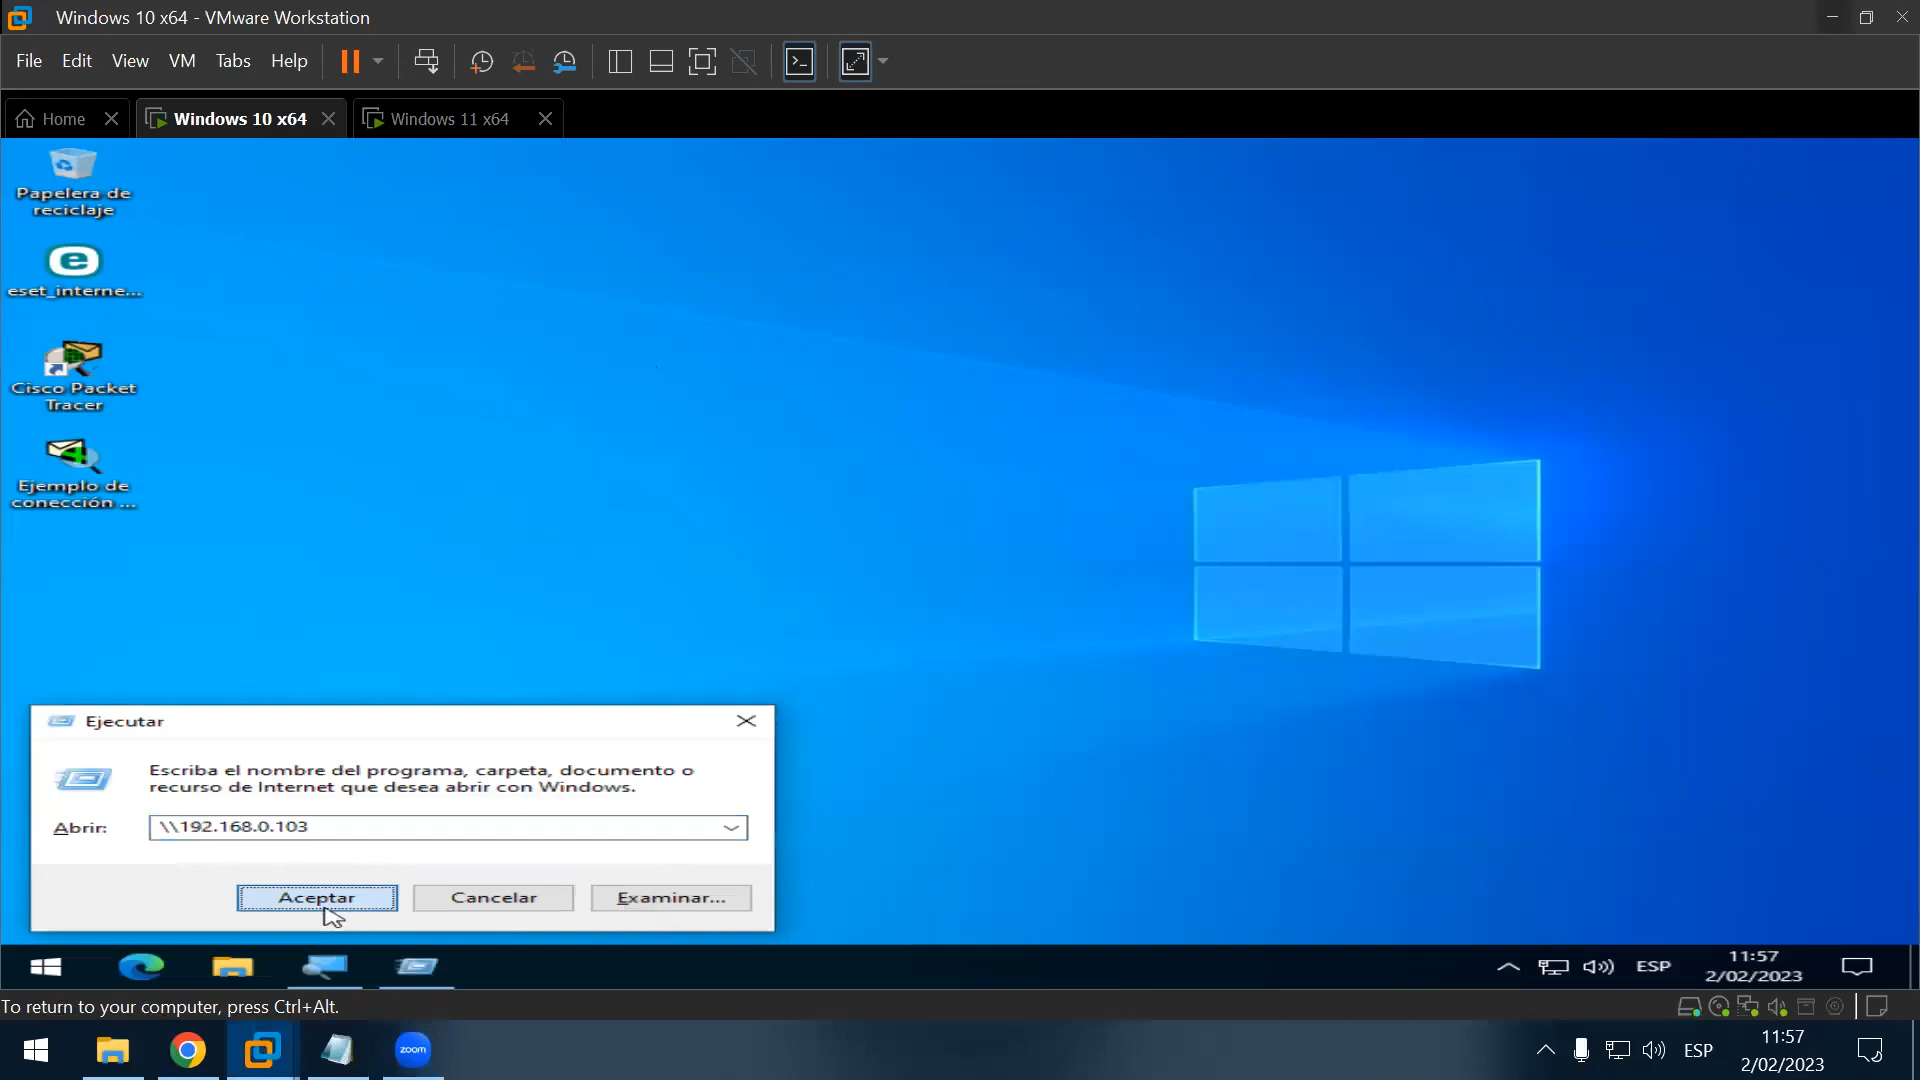 Windows 10 x64 - VMware Workstation
File Edit View VM Tabs Help
Home Windows 10 x64 Windows 11 x64
Papelera de
reciclaje
eset_interne...
Cisco Packet
Tracer
Ejemplo de
conección ...
Ejecutar
Escriba el nombre del programa, carpeta, documento o
recurso de Internet que desea abrir con Windows.
Abrir: \\192.168.0.103
Aceptar Cancelar Examinar...
ESP 11:57
2/02/2023
To return to your computer, press Ctrl+Alt.
zoom
ESP 11:57
2/02/2023